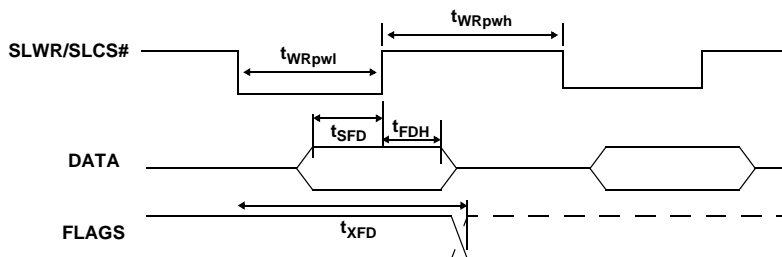 SLWR/SLCS#
tWRpwl
tWRpwh
DATA
tSFD
tFDH
FLAGS
tXFD